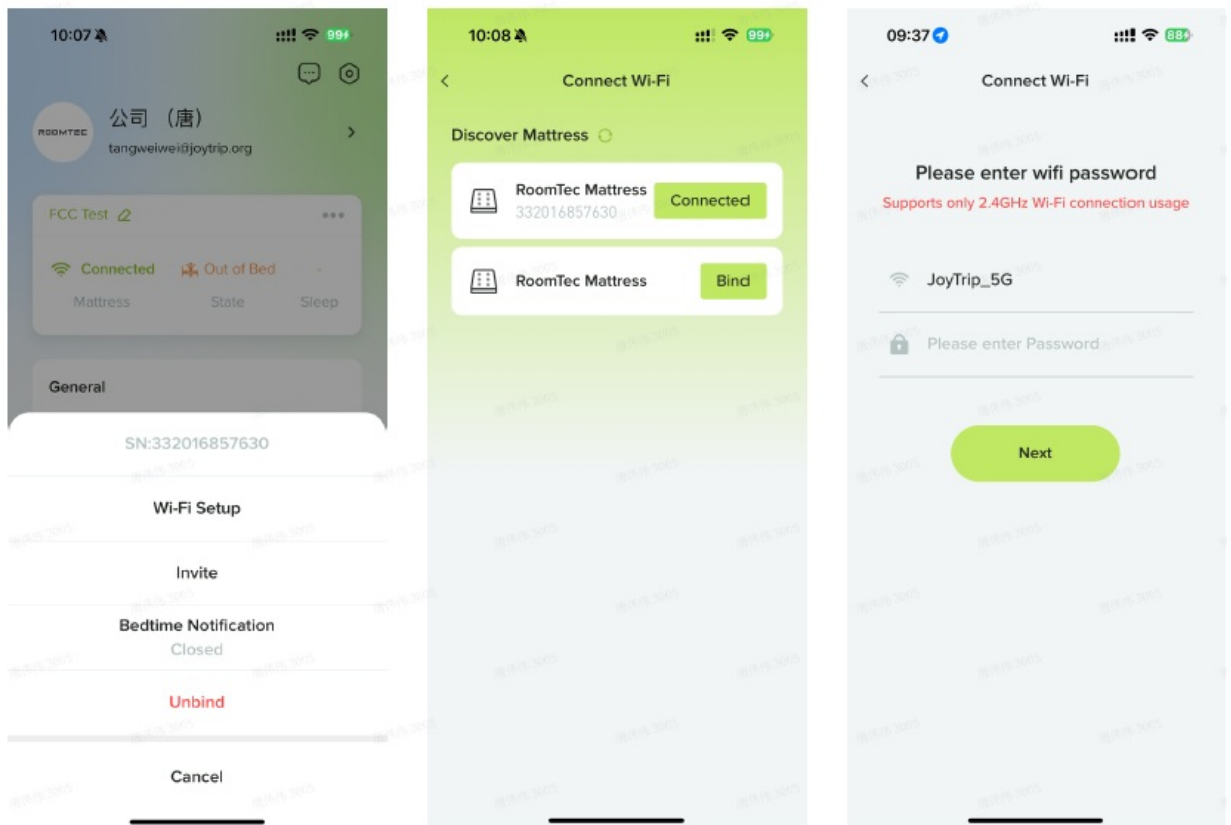 10:07
99+
ROOMTEC
公司 （唐）
tangweiwei@joytrip.org
FCC Test
Connected
Out of Bed
-
Mattress
State
Sleep
General
SN:332016857630
Wi-Fi Setup
Invite
Bedtime Notification
Closed
Unbind
Cancel
10:08
99+
Connect Wi-Fi
Discover Mattress
RoomTec Mattress
332016857630
Connected
RoomTec Mattress
Bind
09:37
88
Connect Wi-Fi
Please enter wifi password
Supports only 2.4GHz Wi-Fi connection usage
JoyTrip_5G
Please enter Password
Next